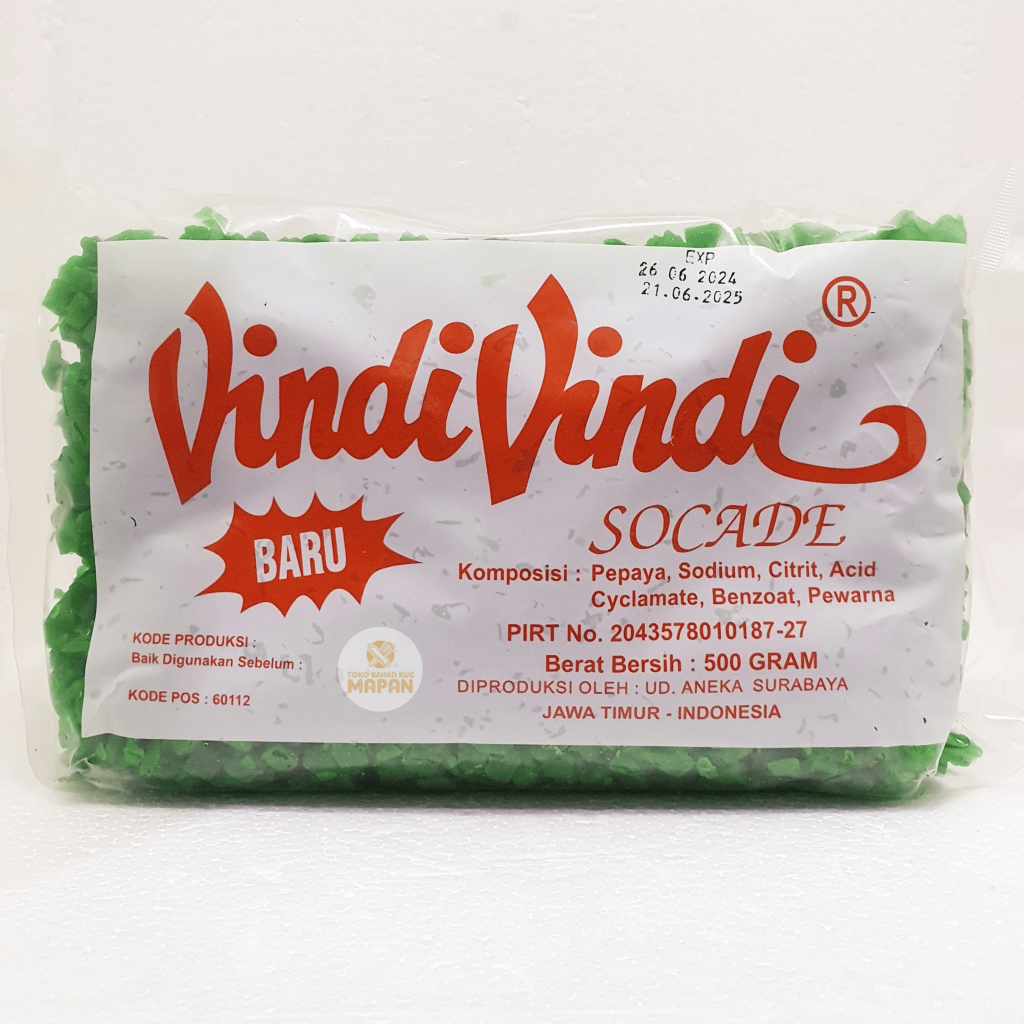 EXP
26 06 2024
21.06.2025
Vindi Vindi ®
BARU
SOCADE
Komposisi : Pepaya, Sodium, Citrit, Acid
Cyclamate, Benzoat, Pewarna
PIRT No. 2043578010187-27
Berat Bersih : 500 GRAM
DIPRODUKSI OLEH : UD. ANEKA SURABAYA
JAWA TIMUR - INDONESIA
KODE PRODUKSI :
Baik Digunakan Sebelum :
KODE POS : 60112
TOKO BAHAN KUE
MAPAN